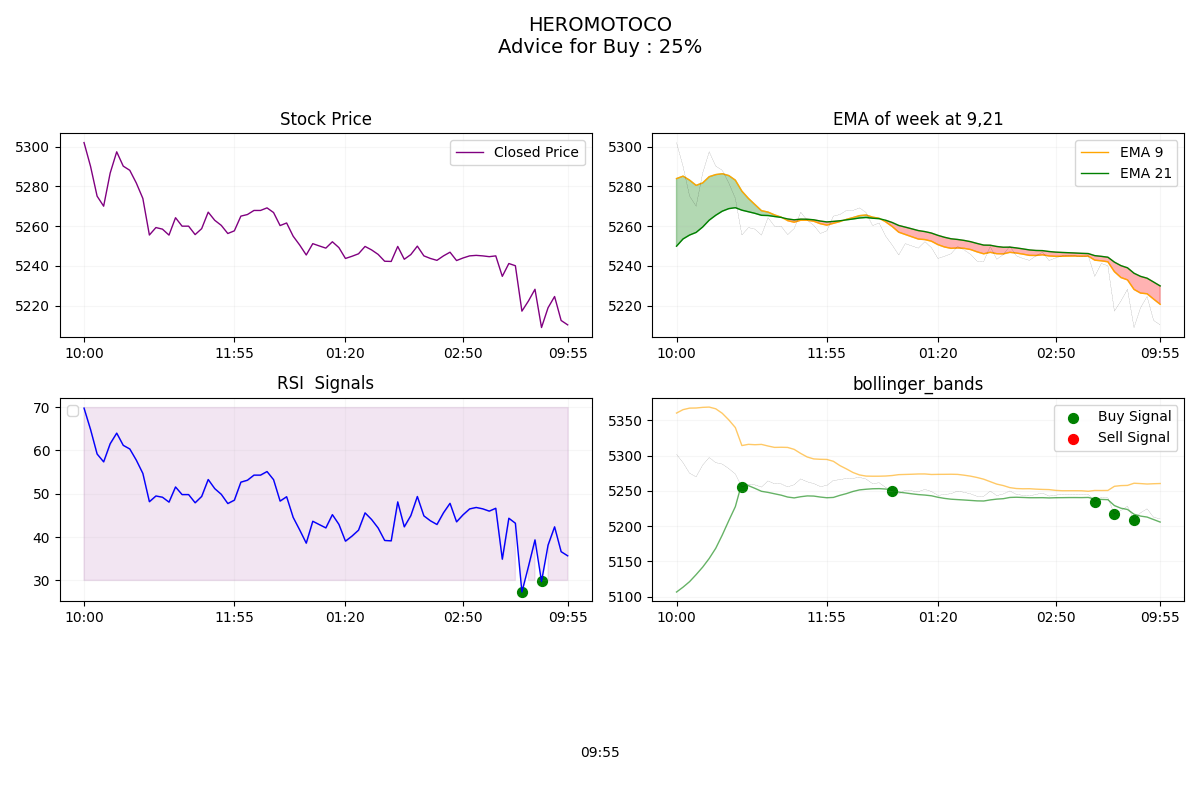 HEROMOTOCO
Advice for Buy : 25%
Stock Price
5300
5280
5260
5240
5220
Closed Price
10:00 11:55 01:20 02:50 09:55
EMA of week at 9,21
5300
5280
5260
5240
5220
EMA 9
EMA 21
10:00 11:55 01:20 02:50 09:55
RSI  Signals
70
60
50
40
30
10:00 11:55 01:20 02:50 09:55
bollinger_bands
5350
5300
5250
5200
5150
5100
Buy Signal
Sell Signal
10:00 11:55 01:20 02:50 09:55
09:55